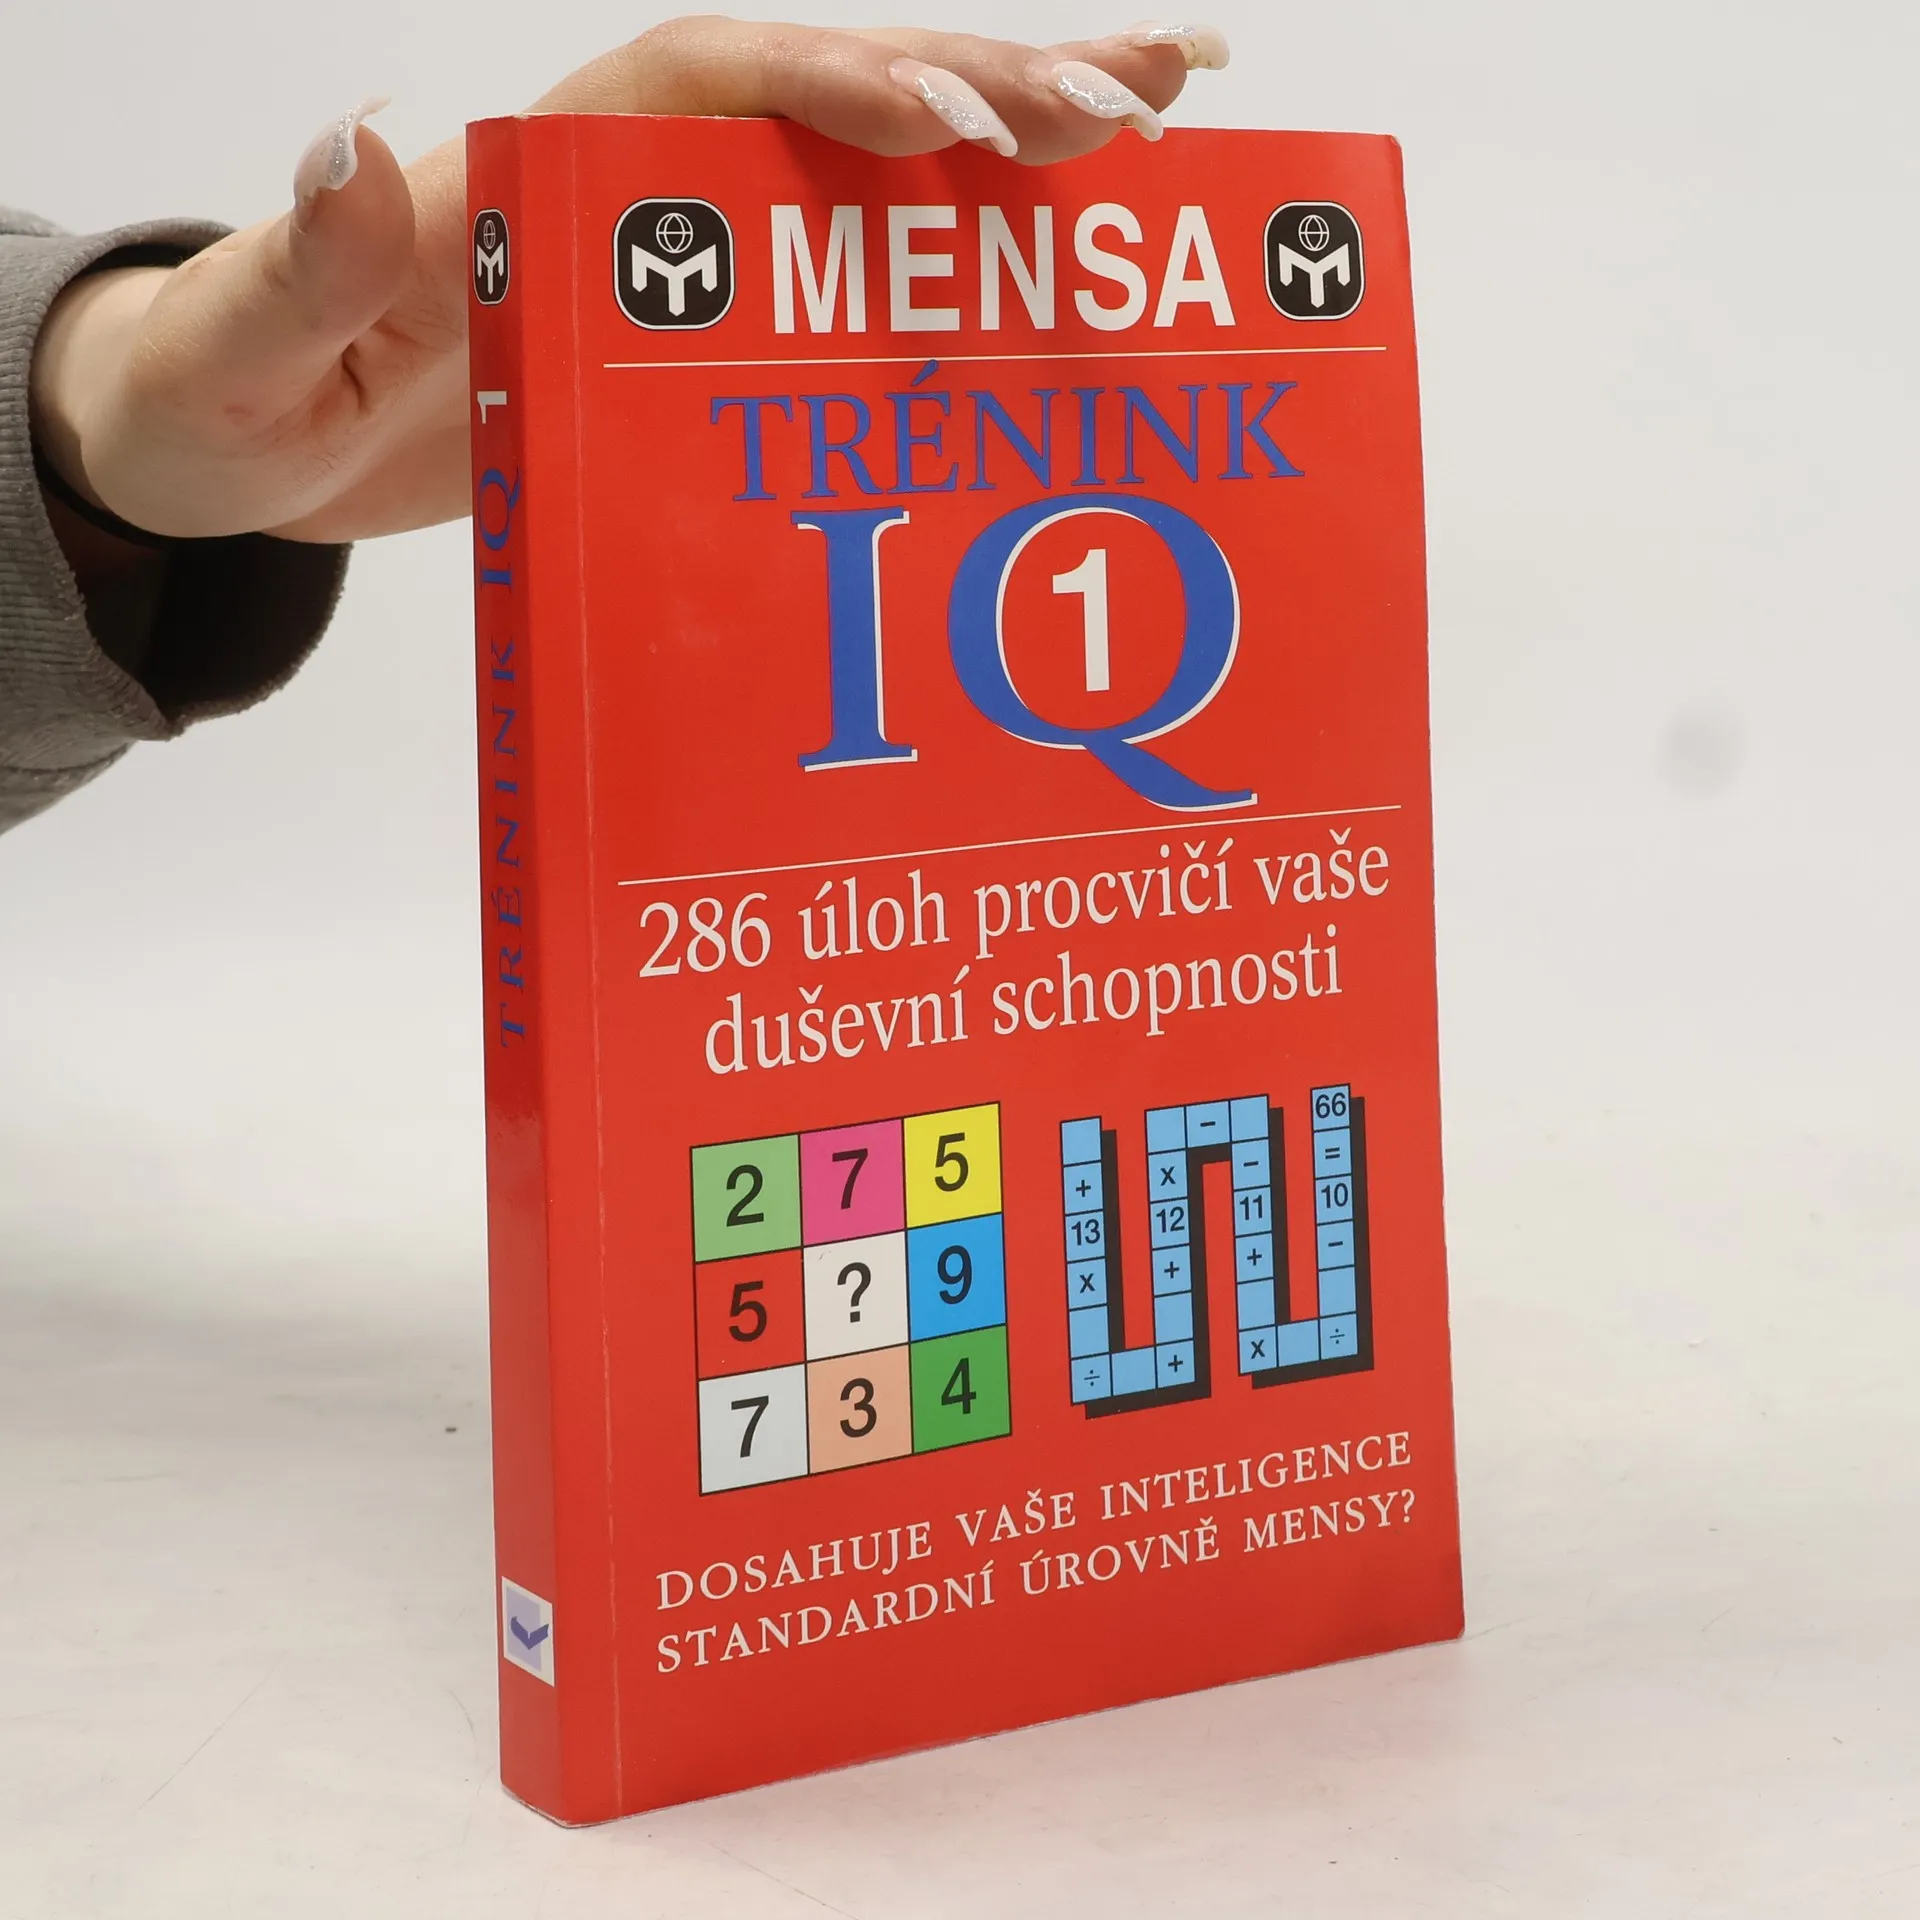 MENSA
TRÉNINK
IQ
1
286 úloh procvičí vaše
duševní schopnosti
2 7 5
5 ? 9
7 3 4
− 66
+ x − =
13 12 11 10
x + + −
÷ + x ÷
DOSAHUJE VAŠE INTELIGENCE
STANDARDNÍ ÚROVNĚ MENSY?
TRÉNINK IQ 1